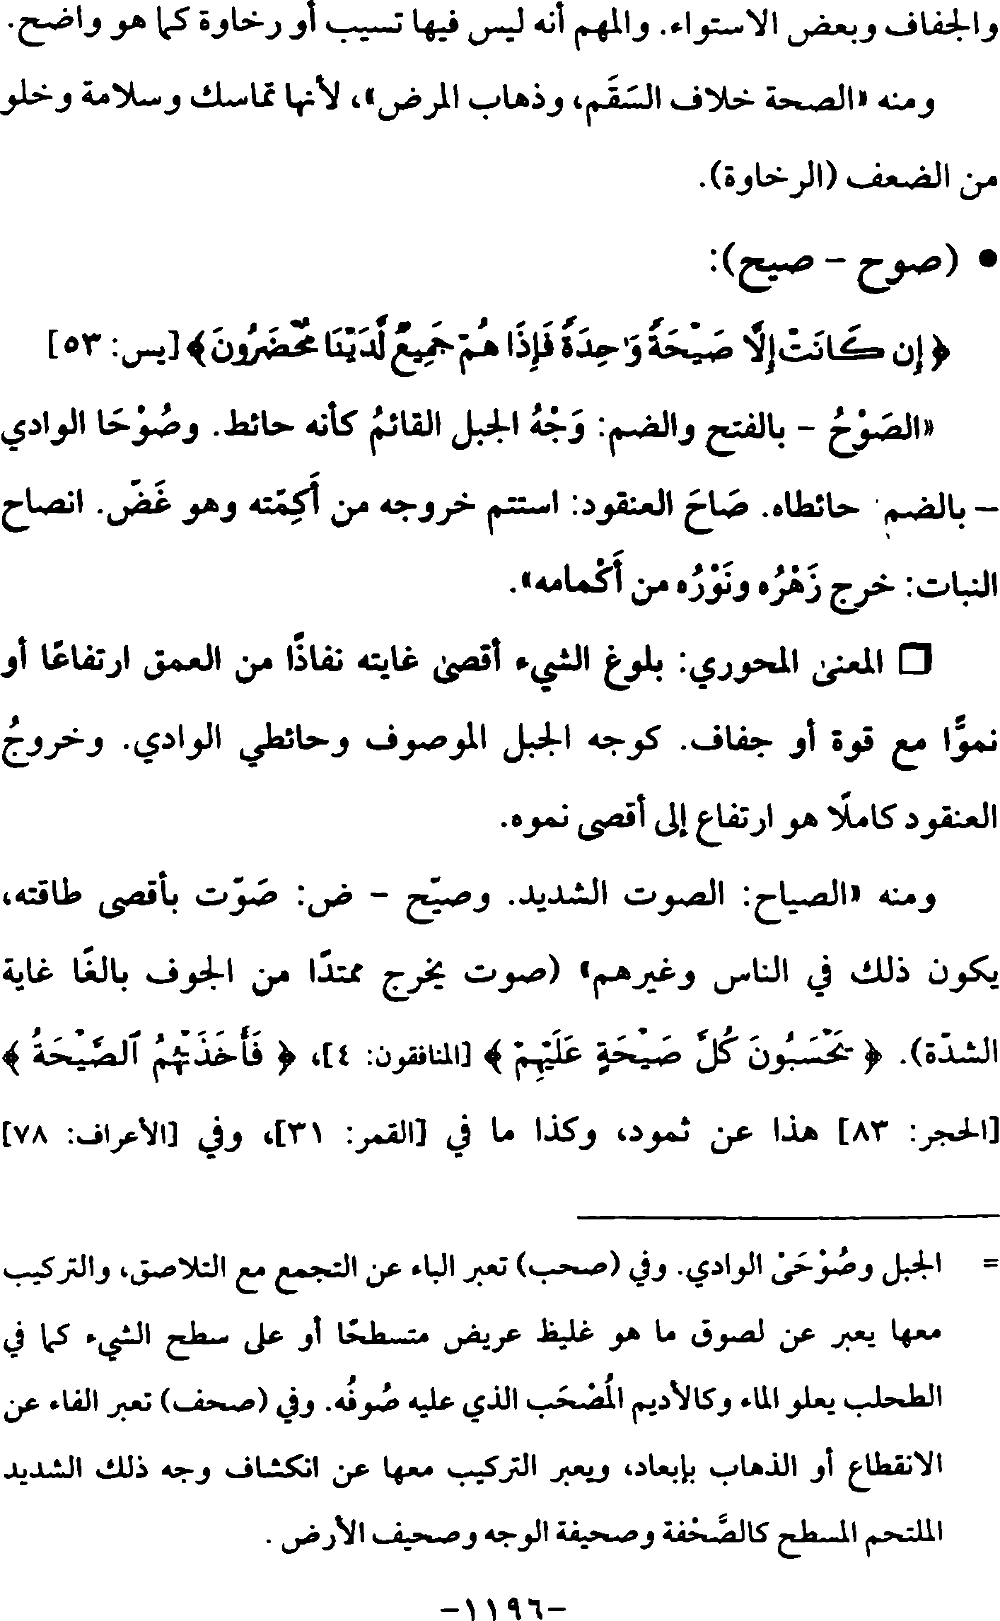 والجفاف وبعض الاستواء. والمهم أنه ليس فيها تسيب أو رخاوة كما هو واضح.
ومنه «الصحة خلاف السَقَم، وذهاب المرض»، لأنها تماسك وسلامة وخلو
من الضعف (الرخاوة).
• (صوح - صيح):
﴿إِن كَانَتْ إِلَّا صَيْحَةً وَٰحِدَةً فَإِذَا هُمْ جَمِيعٌ لَّدَيْنَا مُحْضَرُونَ﴾ [يس: ٥٣]
«الصَوْحُ - بالفتح والضم: وَجْهُ الجبل القائمُ كأنه حائط. وصُوْحَا الوادي
- بالضم حائطاه. صَاحَ العنقود: استتم خروجه من أَكِمّته وهو غَضّ. انصاح
النبات: خرج زَهْرُه ونَوْرُه من أَكْمامه».
❐ المعنى المحوري: بلوغ الشيء أقصى غايته نفاذًا من العمق ارتفاعًا أو
نموًّا مع قوة أو جفاف. كوجه الجبل الموصوف وحائطي الوادي. وخروجُ
العنقود كاملًا هو ارتفاع إلى أقصى نموه.
ومنه «الصياح: الصوت الشديد. وصيّح - ض: صَوّت بأقصى طاقته،
يكون ذلك في الناس وغيرهم» (صوت يخرج ممتدًا من الجوف بالغًا غاية
الشدّة). ﴿يَحْسَبُونَ كُلَّ صَيْحَةٍ عَلَيْهِمْ﴾ [المنافقون: ٤]، ﴿فَأَخَذَتْهُمُ ٱلصَّيْحَةُ﴾
[الحجر: ٨٣] هذا عن ثمود، وكذا ما في [القمر: ٣١]، وفي [الأعراف: ٧٨]
= الجبل وصُوْحَىْ الوادي. وفي (صحب) تعبر الباء عن التجمع مع التلاصق، والتركيب
معها يعبر عن لصوق ما هو غليظ عريض متسطحًا أو على سطح الشيء كما في
الطحلب يعلو الماء وكالأديم المُصْحَب الذي عليه صُوفُه. وفي (صحف) تعبر الفاء عن
الانقطاع أو الذهاب بإبعاد، ويعبر التركيب معها عن انكشاف وجه ذلك الشديد
الملتحم المسطح كالصَّحْفة وصحيفة الوجه وصحيف الأرض.
-١١٩٦-